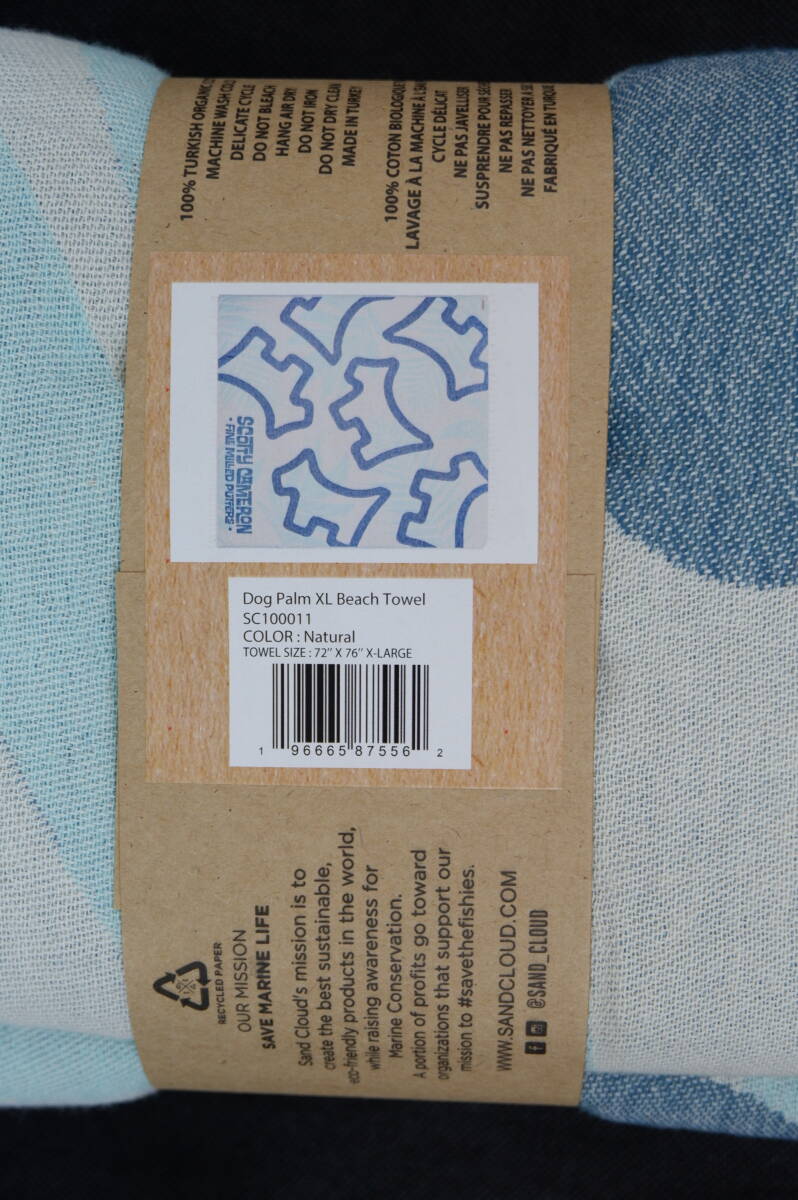 100% TURKISH ORGANIC
MACHINE WASH COLD
DELICATE CYCLE
DO NOT BLEACH
HANG AIR DRY
DO NOT IRON
DO NOT DRY CLEAN
MADE IN TURKEY
100% COTON BIOLOGIQUE
LAVAGE À LA MACHINE À
CYCLE DÉLICAT
NE PAS JAVELLISER
SUSPENDRE POUR
NE PAS REPASSER
NE PAS NETTOYER À
FABRIQUÉ EN TURQUIE
SCOTTY CAMERON
• FINE MILLED PUTTERS •
Dog Palm XL Beach Towel
SC100011
COLOR : Natural
TOWEL SIZE : 72" X 76" X-LARGE
1 96665 87556 2
RECYCLED PAPER
OUR MISSION
SAVE MARINE LIFE
Sand Cloud's mission is to
create the best sustainable,
eco-friendly products in the world,
while raising awareness for
Marine Conservation.
A portion of profits go toward
organizations that support our
mission to #savethefishies.
WWW.SANDCLOUD.COM
@SAND_CLOUD